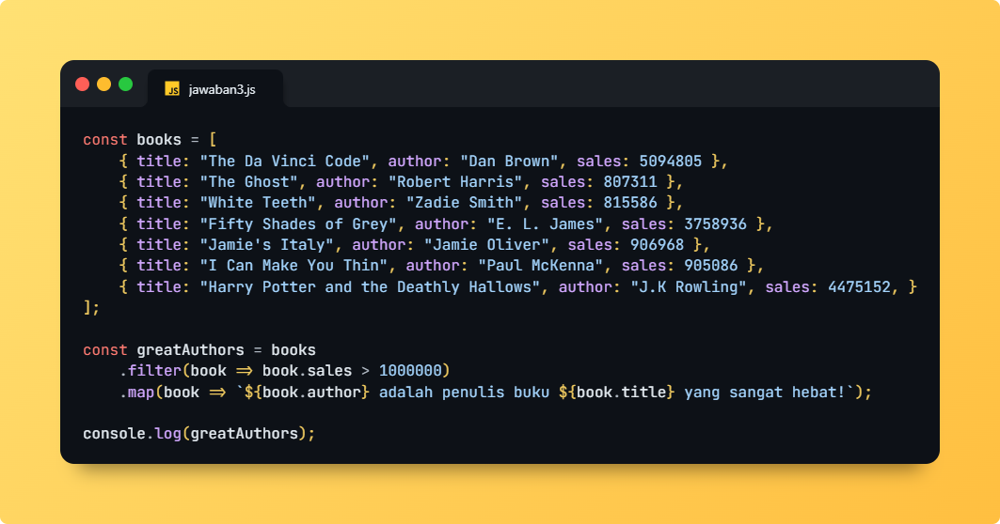 JS jawaban3.js
const books = [
    { title: "The Da Vinci Code", author: "Dan Brown", sales: 5094805 },
    { title: "The Ghost", author: "Robert Harris", sales: 807311 },
    { title: "White Teeth", author: "Zadie Smith", sales: 815586 },
    { title: "Fifty Shades of Grey", author: "E. L. James", sales: 3758936 },
    { title: "Jamie's Italy", author: "Jamie Oliver", sales: 906968 },
    { title: "I Can Make You Thin", author: "Paul McKenna", sales: 905086 },
    { title: "Harry Potter and the Deathly Hallows", author: "J.K Rowling", sales: 4475152, }
];
const greatAuthors = books
    .filter(book => book.sales > 1000000)
    .map(book => `${book.author} adalah penulis buku ${book.title} yang sangat hebat!`);
console.log(greatAuthors);